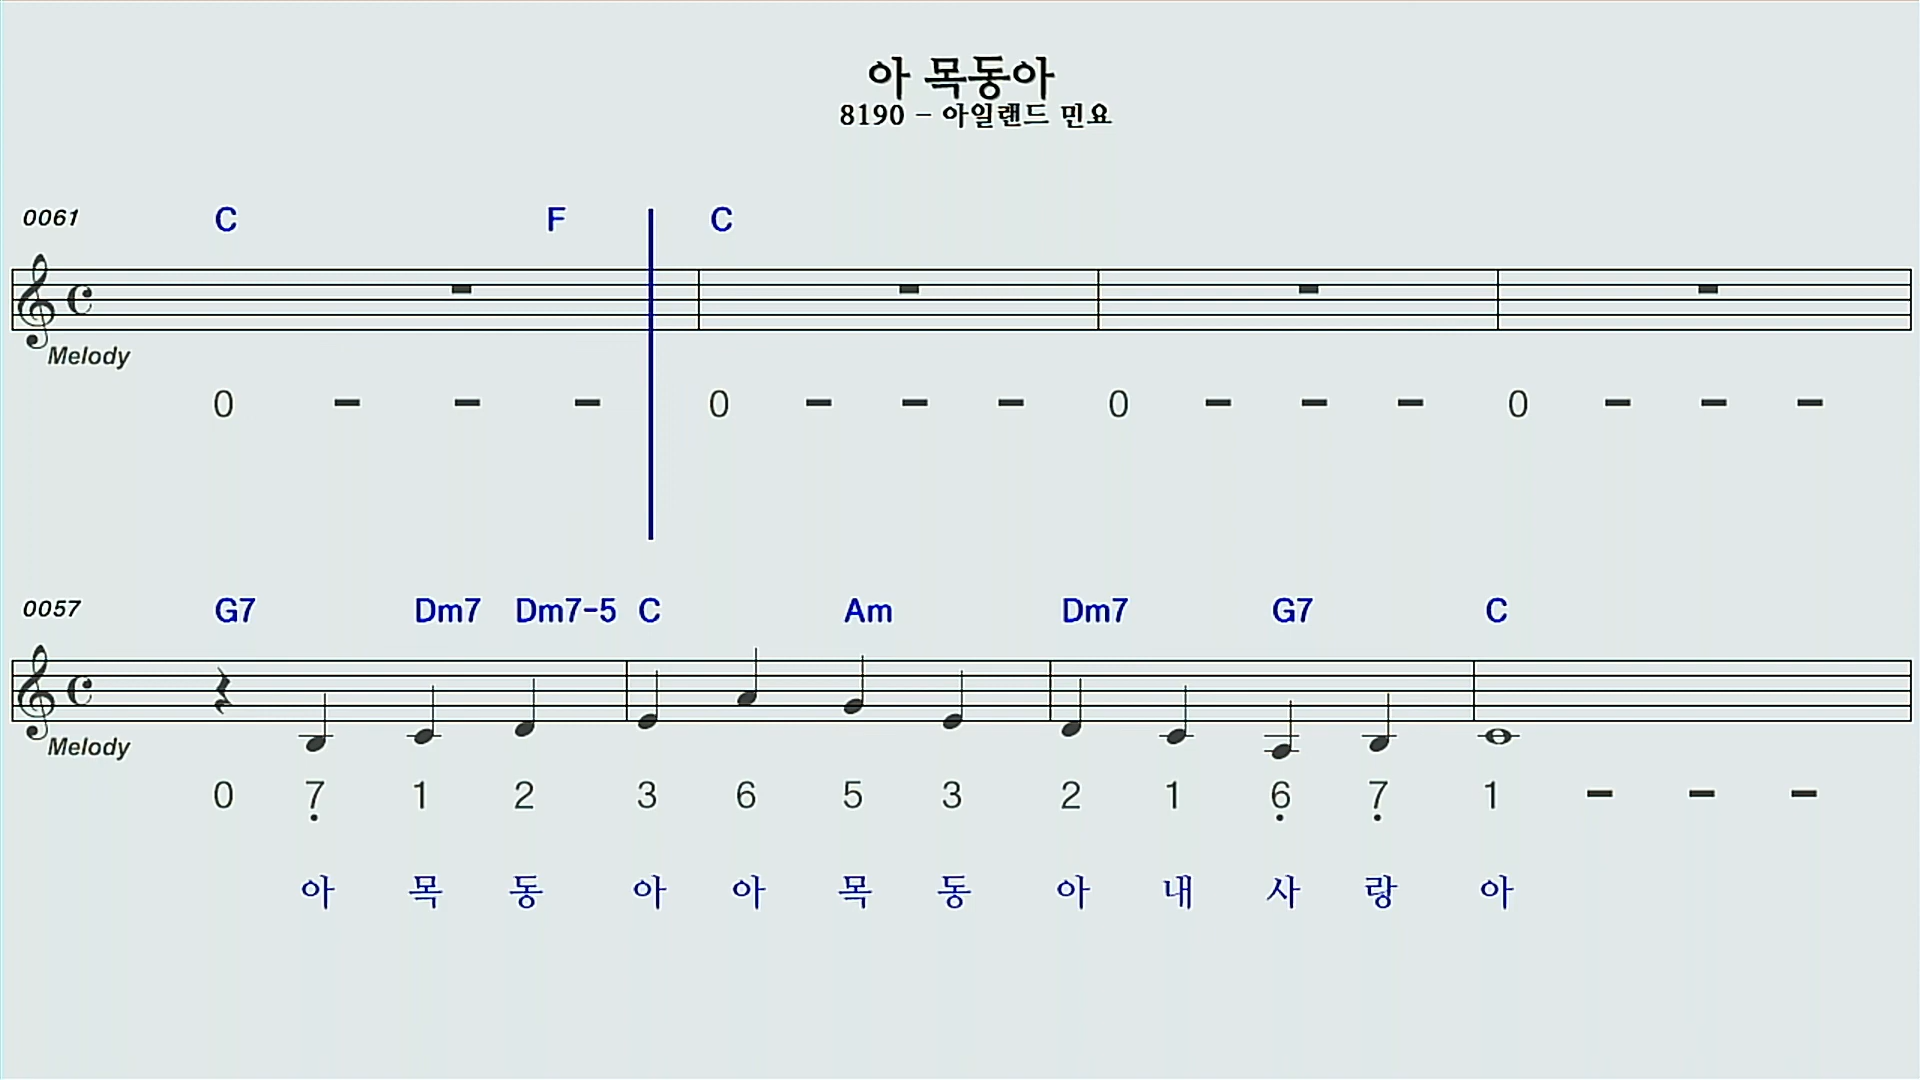 아 목동아
8190 - 아일랜드 민요
0061 C F C
Melody
0 - - - 0 - - - 0 - - - 0 - - -
0057 G7 Dm7 Dm7-5 C Am Dm7 G7 C
Melody
0 7 1 2 3 6 5 3 2 1 6 7 1 - - -
아 목 동 아 아 목 동 아 내 사 랑 아